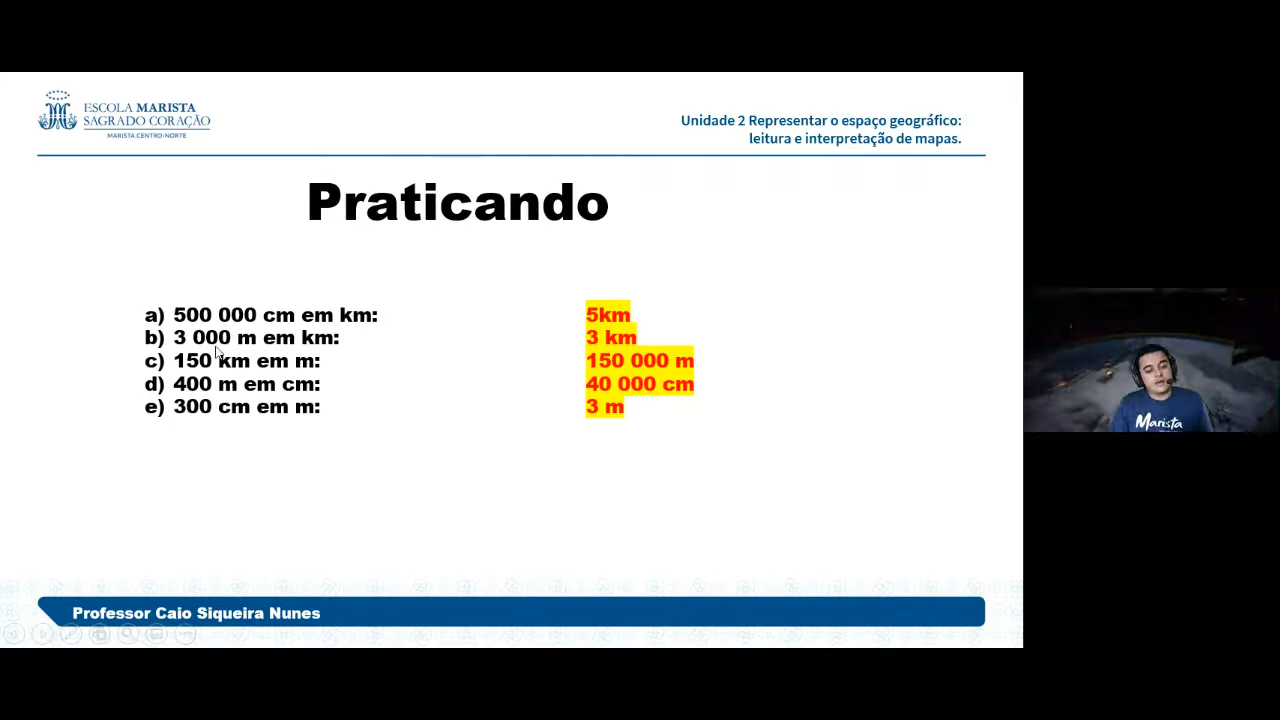 ESCOLA MARISTA
SAGRADO CORAÇÃO
MARISTA CENTRO-NORTE
Unidade 2 Representar o espaço geográfico:
leitura e interpretação de mapas.
Praticando
a) 500 000 cm em km: 5km
b) 3 000 m em km: 3 km
c) 150 km em m: 150 000 m
d) 400 m em cm: 40 000 cm
e) 300 cm em m: 3 m
Marista
Professor Caio Siqueira Nunes